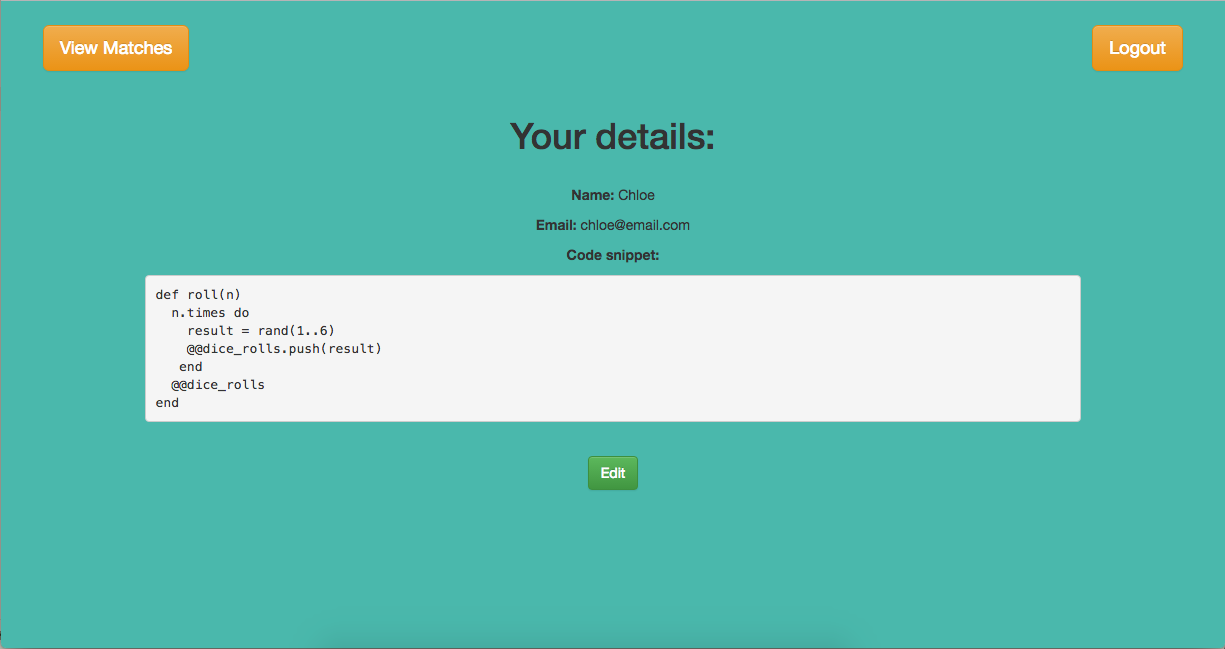 View Matches
Logout
Your details:
Name: Chloe
Email: chloe@email.com
Code snippet:
def roll(n)
  n.times do
    result = rand(1..6)
    @@dice_rolls.push(result)
   end
  @@dice_rolls
end
Edit